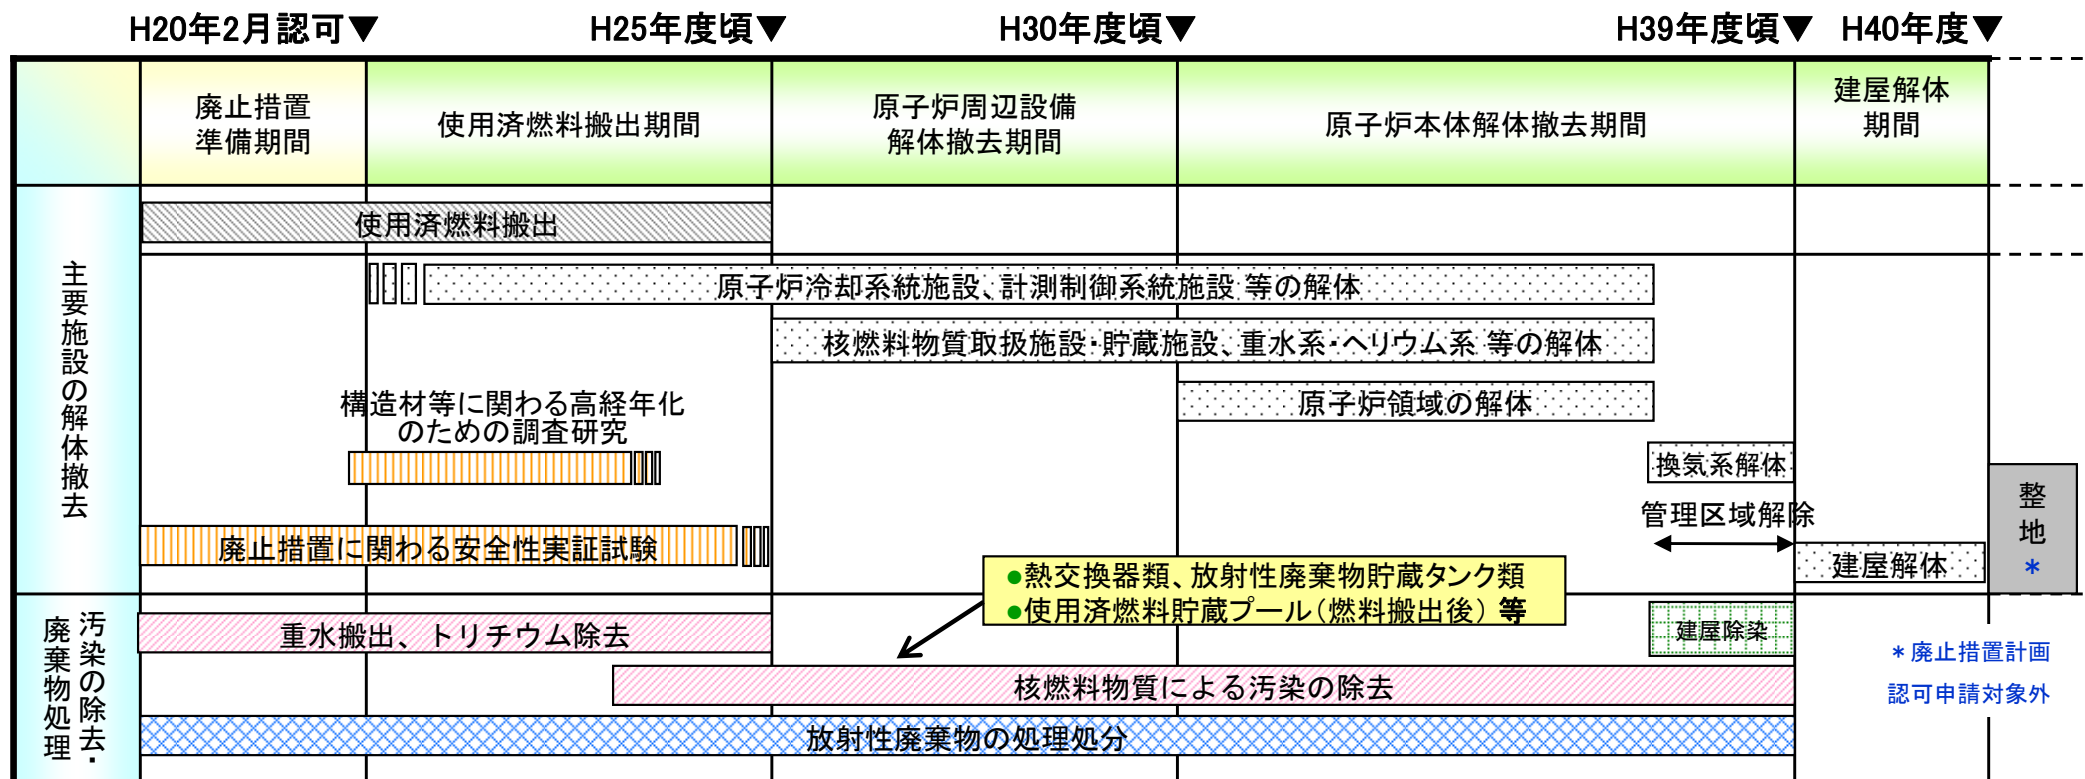 H20年2月認可▼
H25年度頃▼
H30年度頃▼
H39年度頃▼
H40年度▼
廃止措置
準備期間
使用済燃料搬出期間
原子炉周辺設備
解体撤去期間
原子炉本体解体撤去期間
建屋解体
期間
主要施設の解体撤去
使用済燃料搬出
原子炉冷却系統施設、計測制御系統施設 等の解体
核燃料物質取扱施設・貯蔵施設、重水系・ヘリウム系 等の解体
原子炉領域の解体
構造材等に関わる高経年化
のための調査研究
換気系解体
管理区域解除
廃止措置に関わる安全性実証試験
建屋解体
整地*
●熱交換器類、放射性廃棄物貯蔵タンク類
●使用済燃料貯蔵プール(燃料搬出後) 等
汚染の除去・
廃棄物処理
重水搬出、トリチウム除去
建屋除染
核燃料物質による汚染の除去
放射性廃棄物の処理処分
*廃止措置計画
認可申請対象外